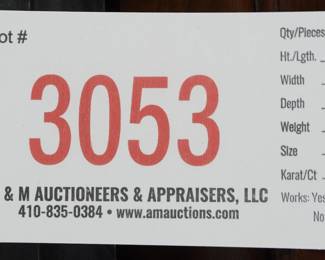 ot #
3053
& M AUCTIONEERS & APPRAISERS, LLC
410-835-0384 • www.amauctions.com
Qty/Pieces
Ht./Lgth.
Width
Depth
Weight
Size
Karat/Ct
Works: Yes
No